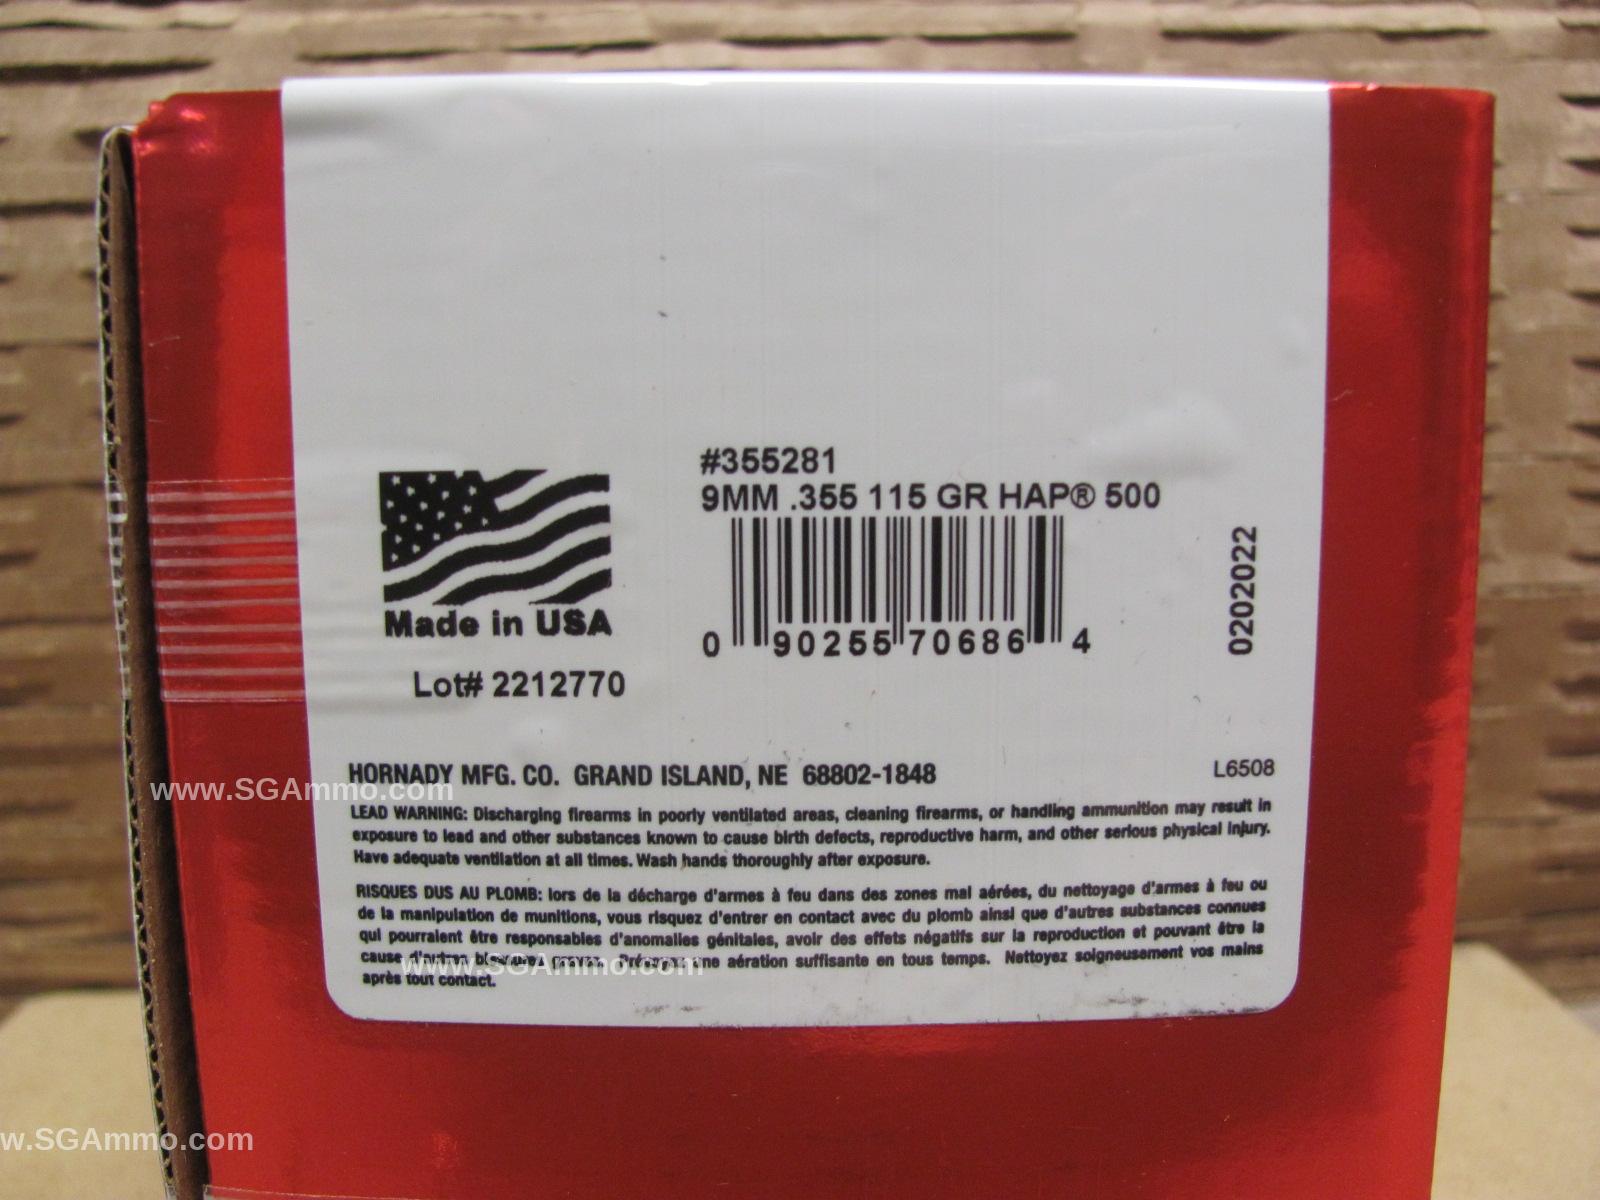 #355281
9MM .355 115 GR HAP® 500
0 90255 70686 4
0202022
Made in USA
Lot# 2212770
HORNADY MFG. CO. GRAND ISLAND, NE 68802-1848
L6508
www.SGAmmo.com
LEAD WARNING: Discharging firearms in poorly ventilated areas, cleaning firearms, or handling ammunition may result in
exposure to lead and other substances known to cause birth defects, reproductive harm, and other serious physical injury.
Have adequate ventilation at all times. Wash hands thoroughly after exposure.
RISQUES DUS AU PLOMB: lors de la décharge d'armes à feu dans des zones mal aérées, du nettoyage d'armes à feu ou
de la manipulation de munitions, vous risquez d'entrer en contact avec du plomb ainsi que d'autres substances connues
qui pourraient être responsables d'anomalies génitales, avoir des effets négatifs sur la reproduction et pouvant être la
cause d'autres graves. une aération suffisante en tous temps. Nettoyez soigneusement vos mains
www.SGAmmo.com
après tout contact.
w.SGAmmo.com